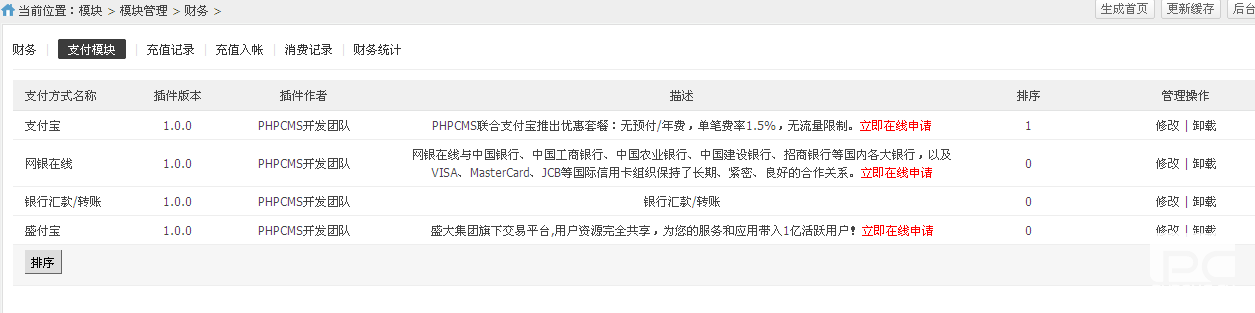 当前位置：模块 > 模块管理 > 财务 >
生成首页 更新缓存 后台
财务 支付模块 充值记录 充值入帐 消费记录 财务统计
支付方式名称 插件版本 插件作者 描述 排序 管理操作
支付宝 1.0.0 PHPCMS开发团队 PHPCMS联合支付宝推出优惠套餐：无预付/年费，单笔费率1.5%，无流量限制。立即在线申请 1 修改 | 卸载
网银在线 1.0.0 PHPCMS开发团队 网银在线与中国银行、中国工商银行、中国农业银行、中国建设银行、招商银行等国内各大银行，以及
VISA、MasterCard、JCB等国际信用卡组织保持了长期、紧密、良好的合作关系。立即在线申请 0 修改 | 卸载
银行汇款/转账 1.0.0 PHPCMS开发团队 银行汇款/转账 0 修改 | 卸载
盛付宝 1.0.0 PHPCMS开发团队 盛大集团旗下交易平台,用户资源完全共享，为您的服务和应用带入1亿活跃用户！立即在线申请 0 修改 | 卸载
排序